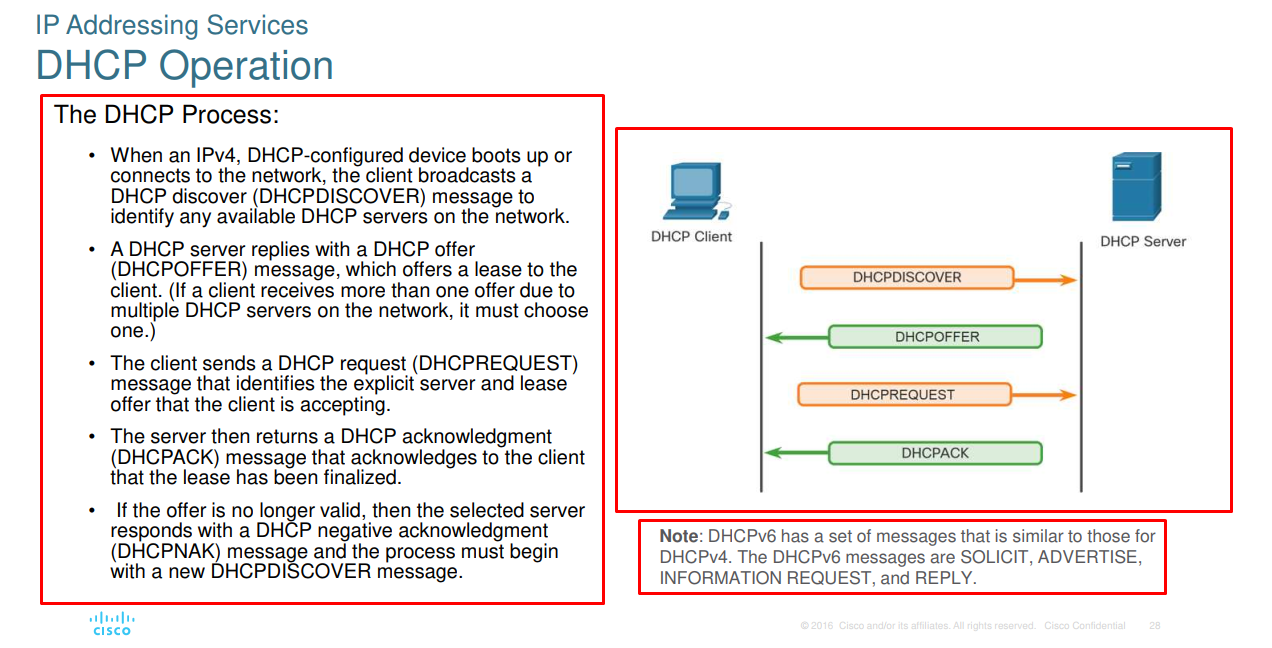 IP Addressing Services
DHCP Operation
The DHCP Process:
• When an IPv4, DHCP-configured device boots up or
connects to the network, the client broadcasts a
DHCP discover (DHCPDISCOVER) message to
identify any available DHCP servers on the network.
• A DHCP server replies with a DHCP offer
(DHCPOFFER) message, which offers a lease to the
client. (If a client receives more than one offer due to
multiple DHCP servers on the network, it must choose
one.)
• The client sends a DHCP request (DHCPREQUEST)
message that identifies the explicit server and lease
offer that the client is accepting.
• The server then returns a DHCP acknowledgment
(DHCPACK) message that acknowledges to the client
that the lease has been finalized.
• If the offer is no longer valid, then the selected server
responds with a DHCP negative acknowledgment
(DHCPNAK) message and the process must begin
with a new DHCPDISCOVER message.
DHCP Client
DHCP Server
DHCPDISCOVER
DHCPOFFER
DHCPREQUEST
DHCPACK
Note: DHCPv6 has a set of messages that is similar to those for
DHCPv4. The DHCPv6 messages are SOLICIT, ADVERTISE,
INFORMATION REQUEST, and REPLY.
CISCO
© 2016 Cisco and/or its affiliates. All rights reserved. Cisco Confidential 28